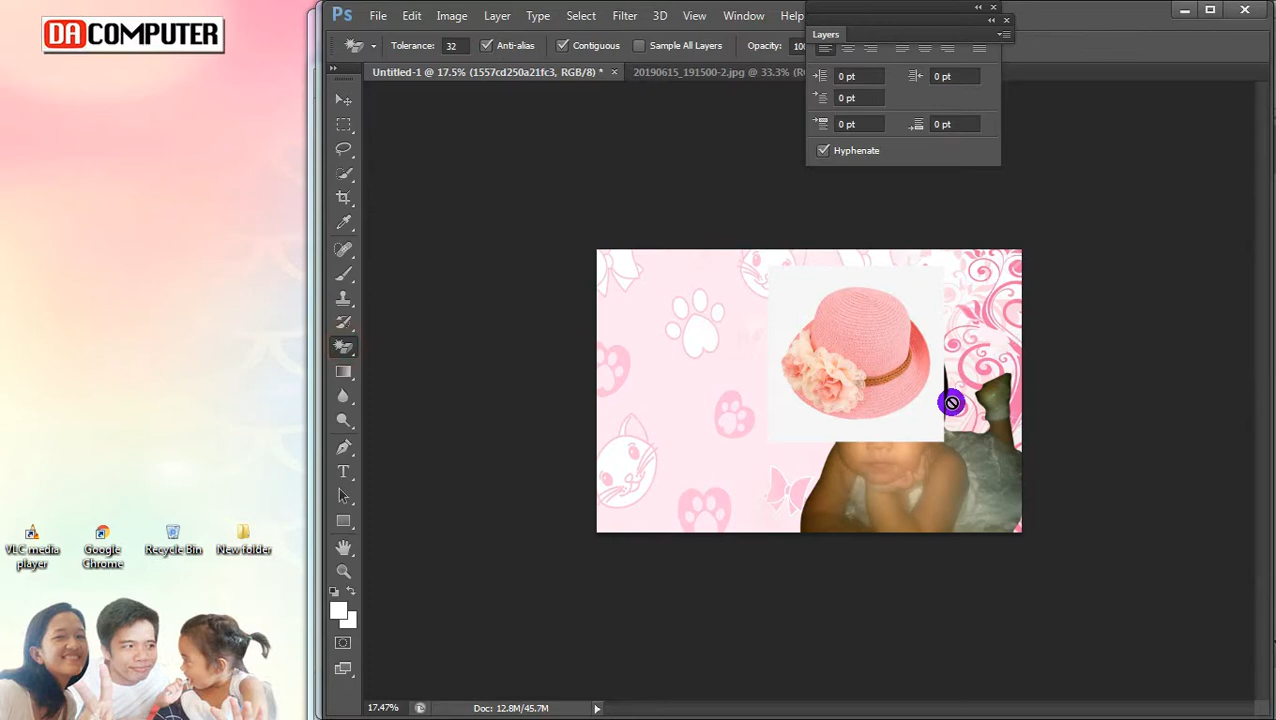 DACOMPUTER
Ps File Edit Image Layer Type Select Filter 3D View Window Help
Layers
Tolerance: 32 Anti-alias Contiguous Sample All Layers Opacity: 100
Untitled-1 @ 17.5% (1557cd250a21fc3, RGB/8) * × 20190615_191500-2.jpg @ 33.3%
0 pt 0 pt
0 pt
0 pt 0 pt
Hyphenate
VLC media player
Google Chrome
Recycle Bin
New folder
17.47% Doc: 12.8M/45.7M